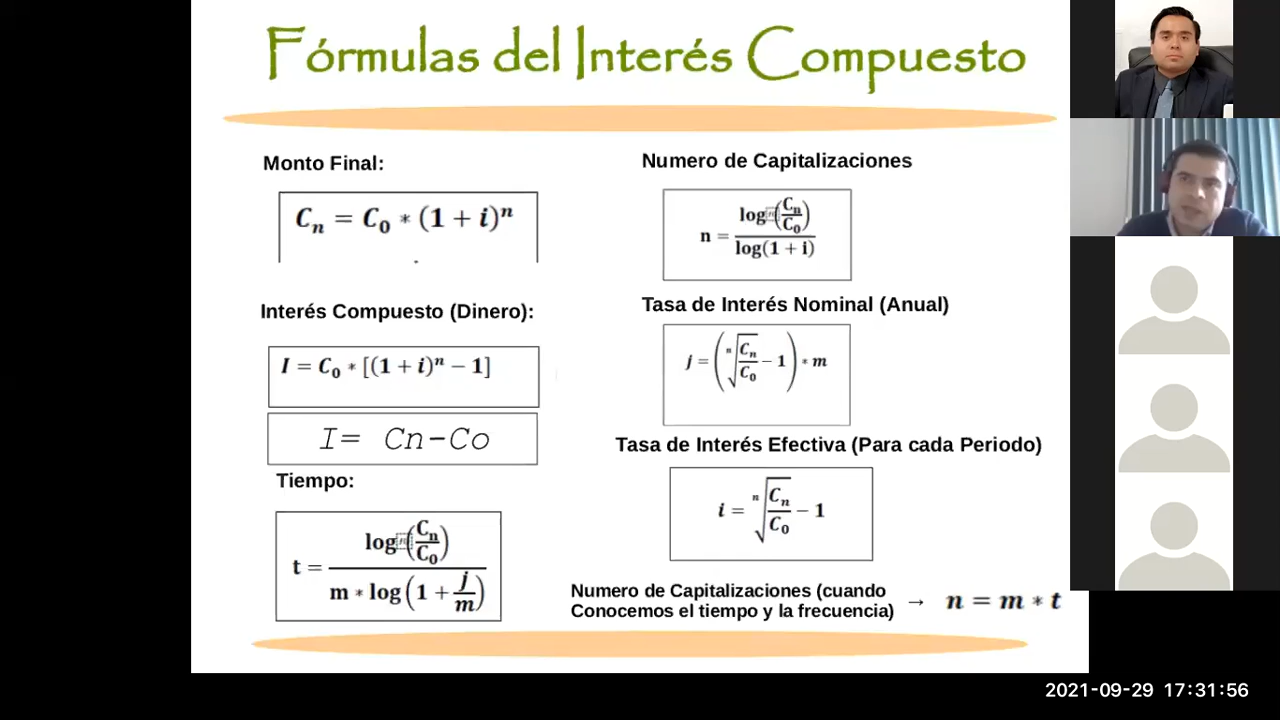 Fórmulas del Interés Compuesto
Monto Final:
Cₙ = C₀ * (1 + i)ⁿ
Interés Compuesto (Dinero):
I = C₀ * [(1 + i)ⁿ − 1]
I= Cn-Co
Tiempo:
t = log(Cₙ/C₀) / m * log(1 + j/m)
Numero de Capitalizaciones
n = log(Cₙ/C₀) / log(1 + i)
Tasa de Interés Nominal (Anual)
j = (ⁿ√(Cₙ/C₀) − 1) * m
Tasa de Interés Efectiva (Para cada Periodo)
i = ⁿ√(Cₙ/C₀) − 1
Numero de Capitalizaciones (cuando
Conocemos el tiempo y la frecuencia) → n = m * t
2021-09-29 17:31:56